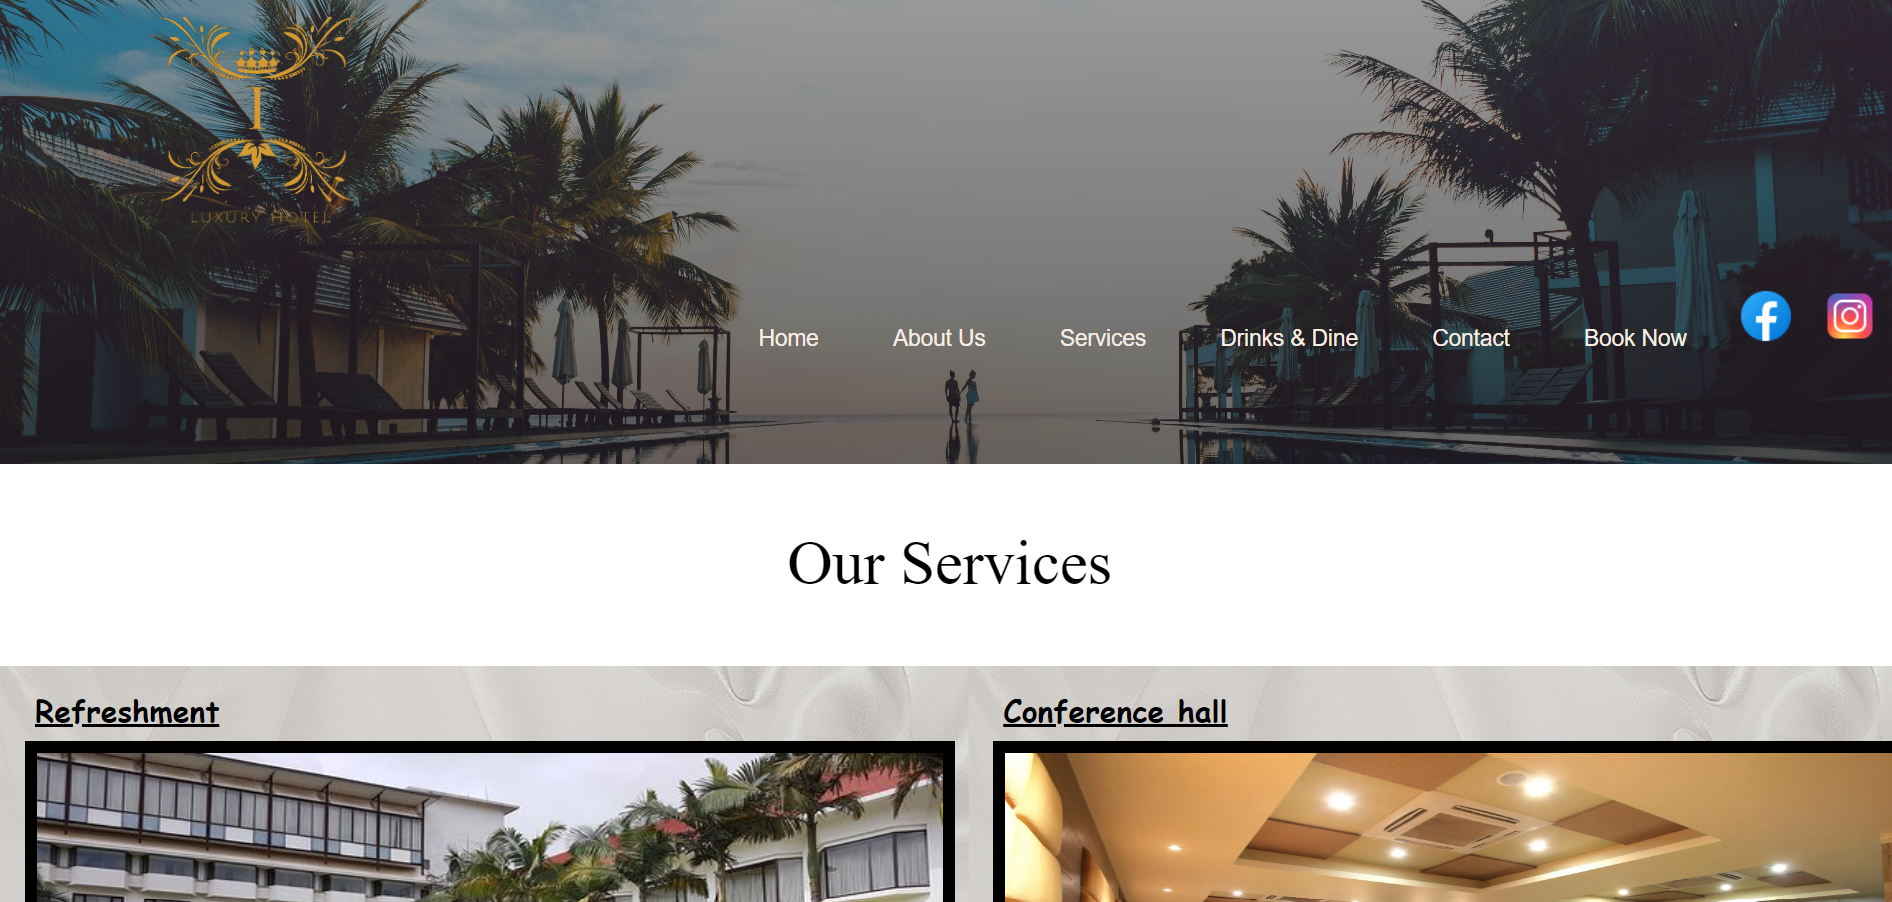 I
LUXURY HOTEL
Home About Us Services Drinks & Dine Contact Book Now
Our Services
Refreshment Conference hall